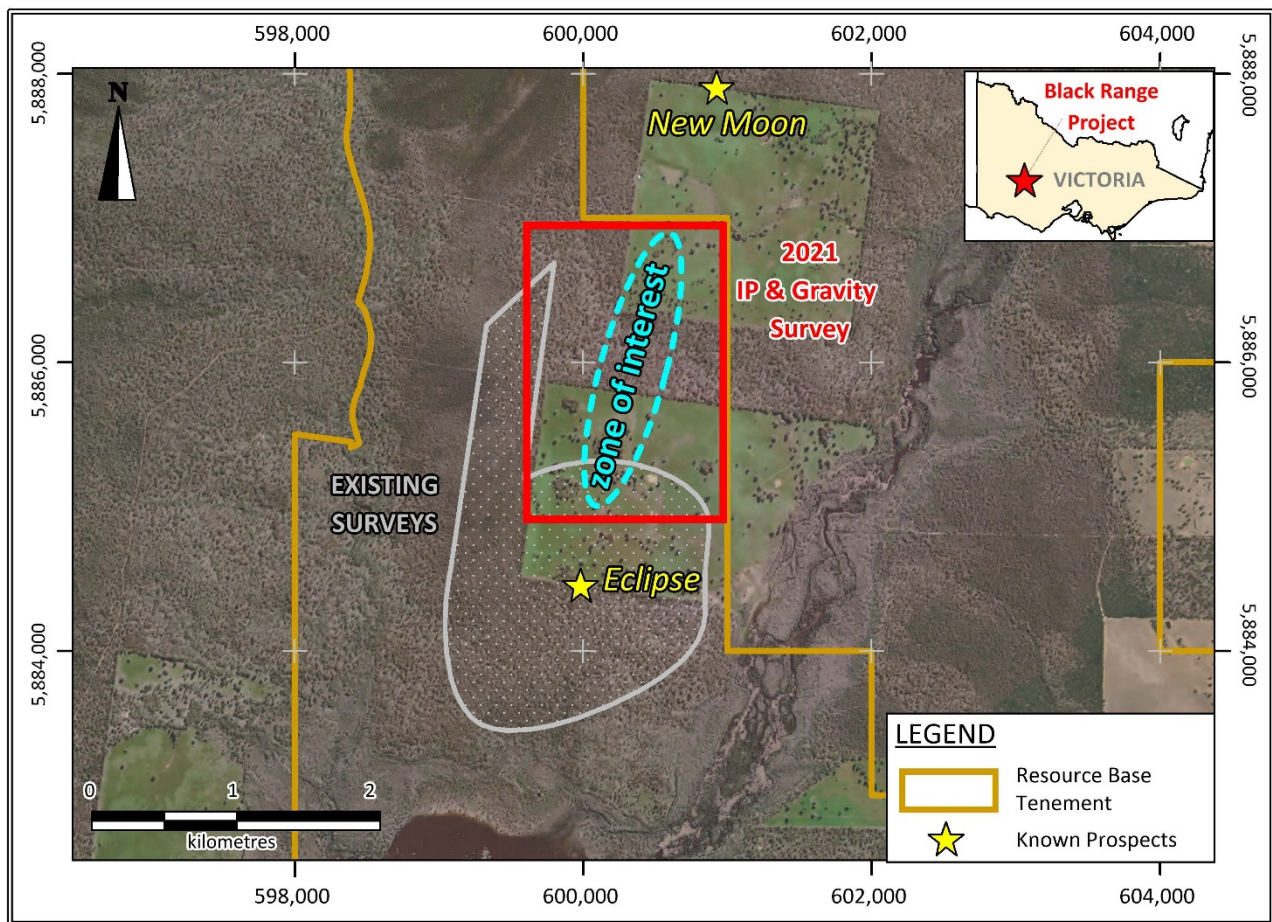 598,000
600,000
602,000
604,000
5,888,000
5,888,000
N
New Moon
Black Range
Project
VICTORIA
2021
IP & Gravity
Survey
zone of interest
5,886,000
5,886,000
EXISTING
SURVEYS
Eclipse
5,884,000
5,884,000
LEGEND
Resource Base
Tenement
Known Prospects
0 1 2
kilometres
598,000
600,000
602,000
604,000